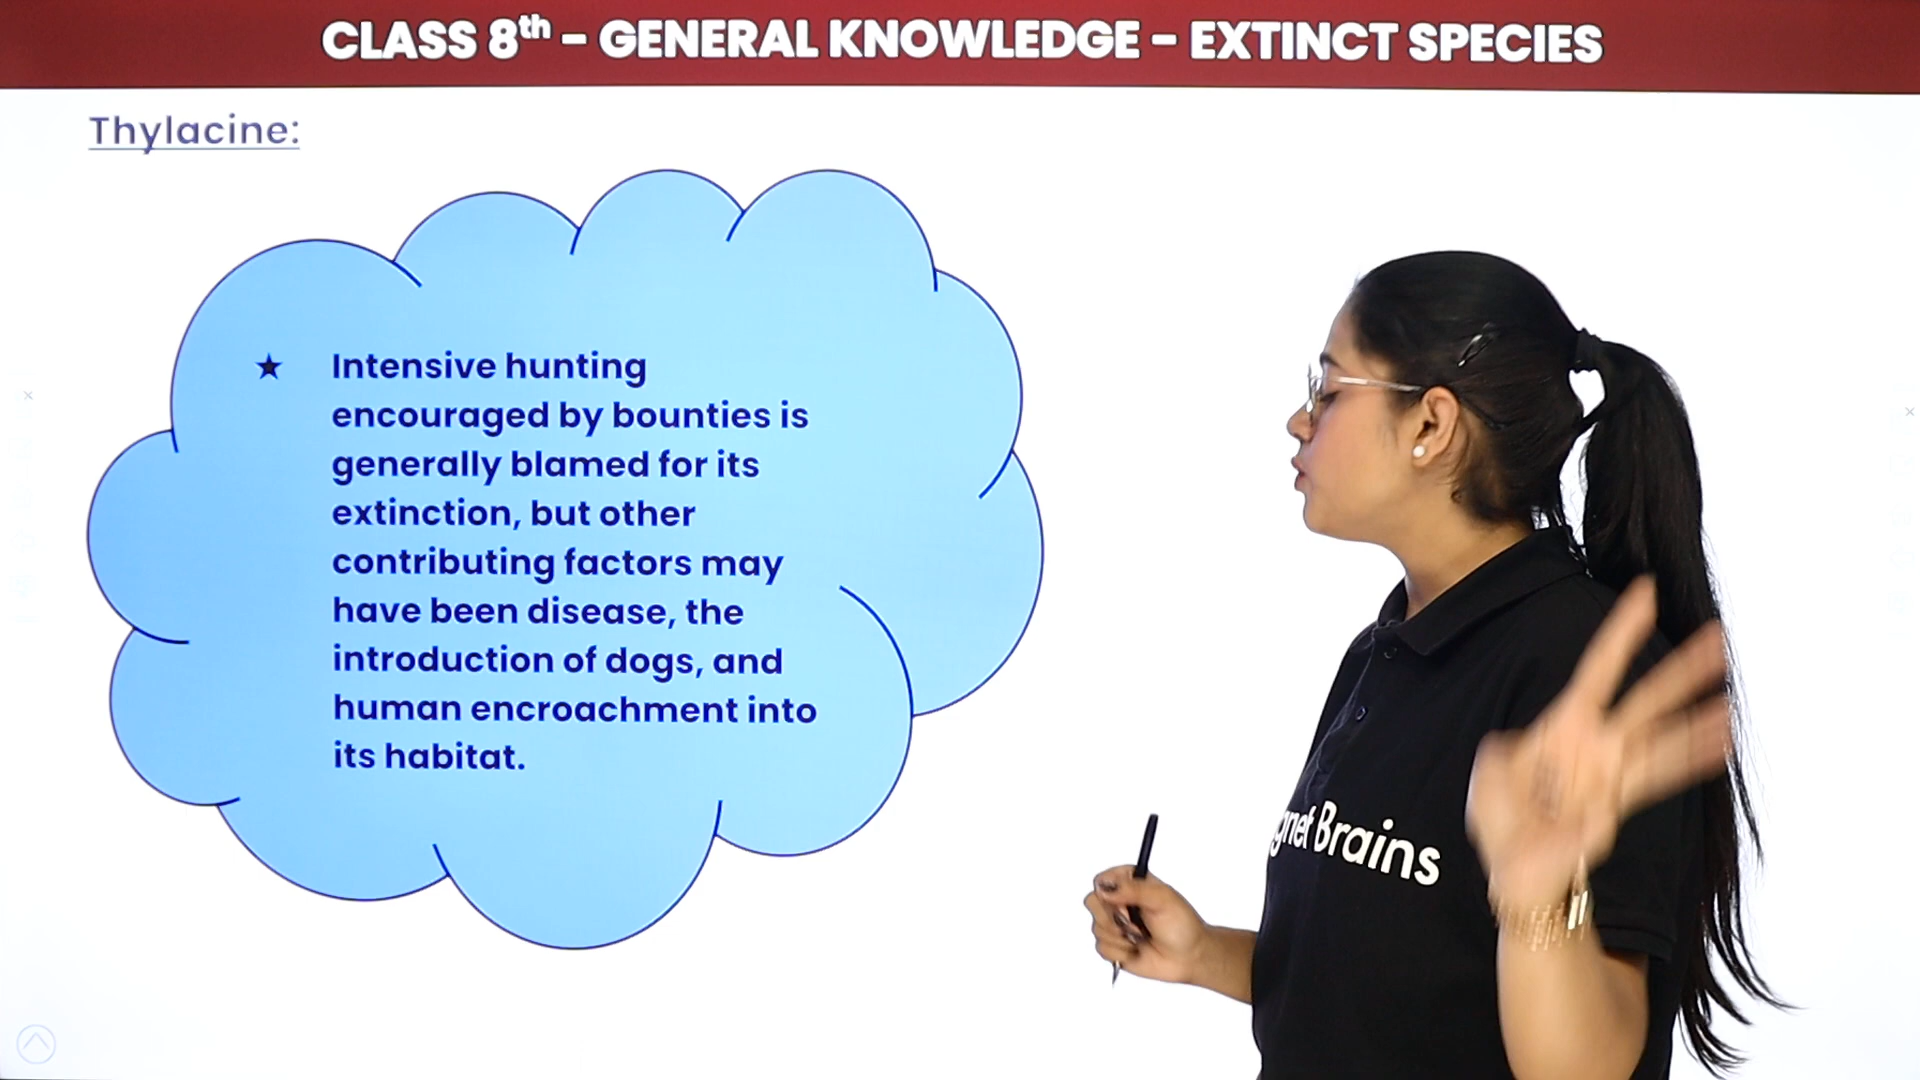 CLASS 8th - GENERAL KNOWLEDGE - EXTINCT SPECIES
Thylacine:
★ Intensive hunting
encouraged by bounties is
generally blamed for its
extinction, but other
contributing factors may
have been disease, the
introduction of dogs, and
human encroachment into
its habitat.
Brains